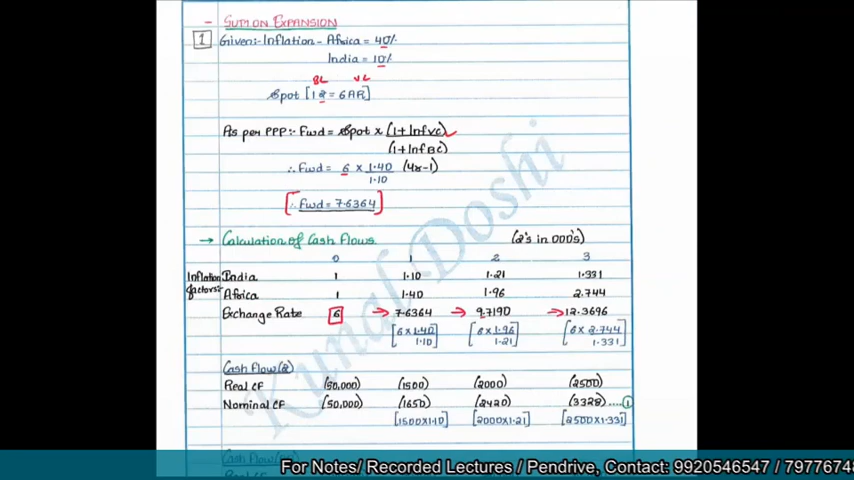 - SUM ON EXPANSION
1 Given:- Inflation - Africa = 40%
India = 10%
BC VC
Spot [1 ₹ = 6 AR]
As per PPP:- Fwd = Spot x (1+Inf VC)
(1+Inf BC)
∴ Fwd = 6 x 1.40 (Yr-1)
1.10
∴ Fwd = 7.6364
→ Calculation of Cash Flows (₹'s in 000's)
0 1 2 3
Inflation India 1 1.10 1.21 1.331
factors:- Africa 1 1.40 1.96 2.744
Exchange Rate 6 → 7.6364 → 9.7190 → 12.3696
[6 x 1.40 [6 x 1.96 [6 x 2.744
1.10] 1.21] 1.331]
Cash Flow (₹)
Real CF (50,000) (1500) (2000) (2500)
Nominal CF (50,000) (1650) (2420) (3328) ....①
[1500x1.10] [2000x1.21] [2500x1.331]
Kunal Doshi
For Notes/ Recorded Lectures / Pendrive, Contact: 9920546547 / 7977674